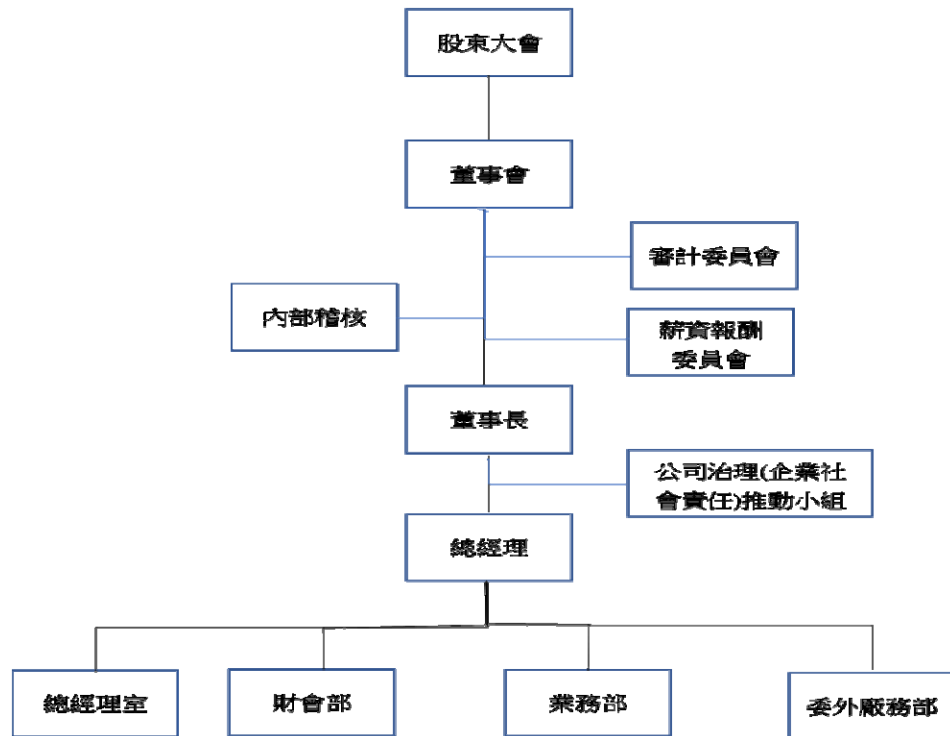 股東大會
董事會
審計委員會
內部稽核
薪資報酬
委員會
董事長
公司治理(企業社
會責任)推動小組
總經理
總經理室
財會部
業務部
委外廠務部